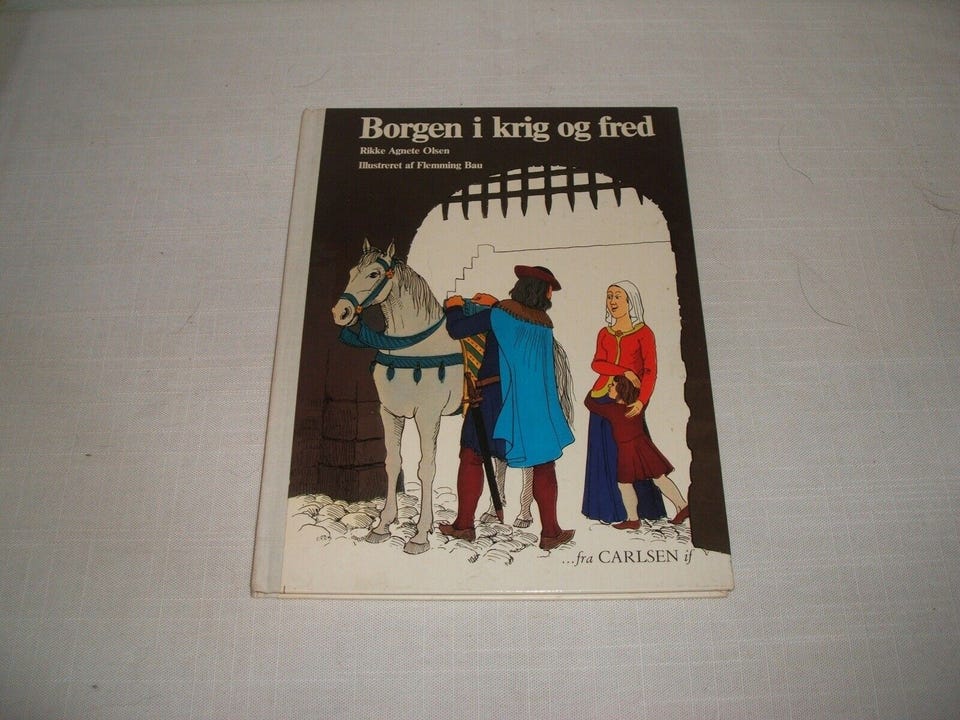 Borgen i krig og fred
Rikke Agnete Olsen
Illustreret af Flemming Bau
...fra CARLSEN if